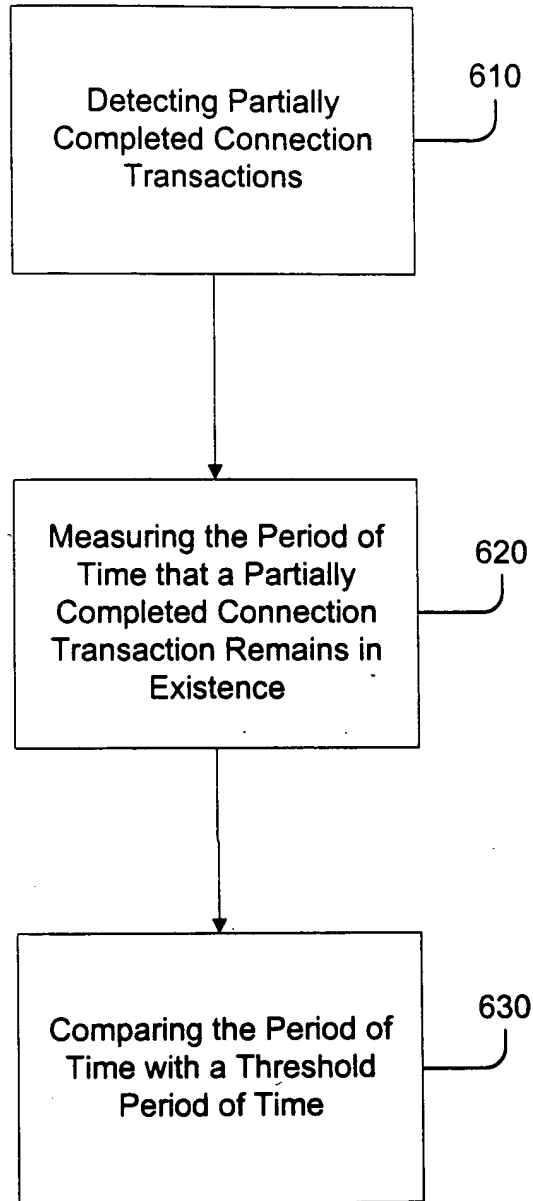 Detecting Partially
Completed Connection
Transactions
610
Measuring the Period of
Time that a Partially
Completed Connection
Transaction Remains in
Existence
620
Comparing the Period of
Time with a Threshold
Period of Time
630